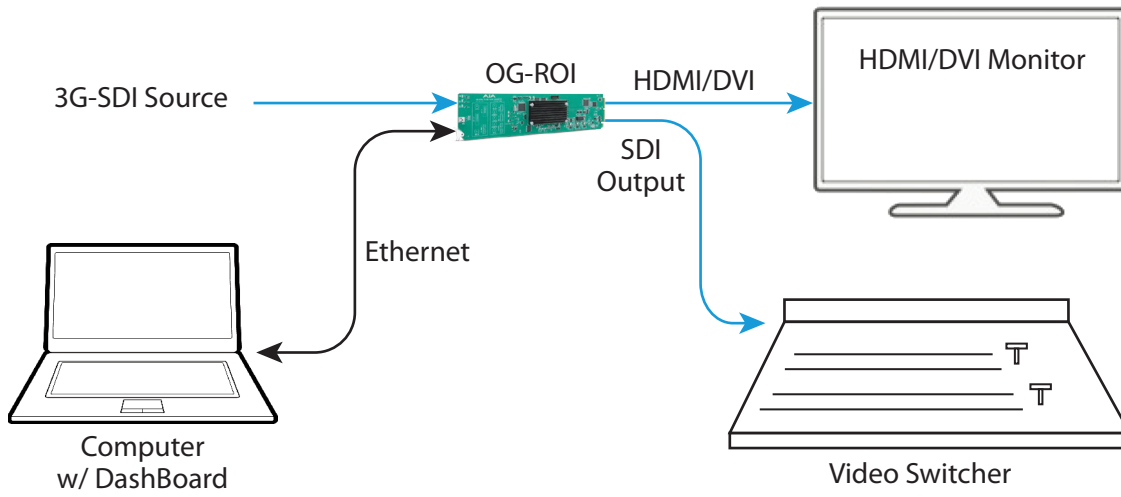 OG-ROI
HDMI/DVI
HDMI/DVI Monitor
3G-SDI Source
SDI
Output
Ethernet
Computer
w/ DashBoard
Video Switcher